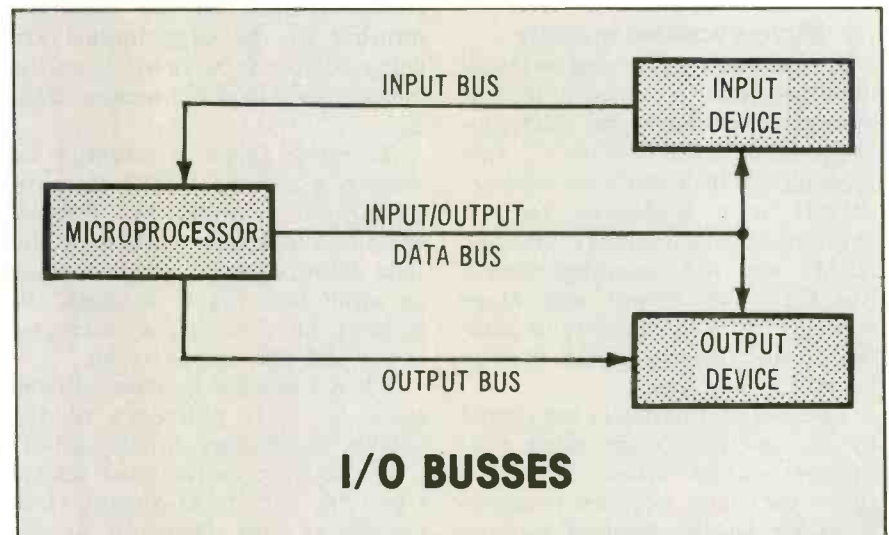 INPUT BUS
INPUT
DEVICE
MICROPROCESSOR
INPUT/OUTPUT
DATA BUS
OUTPUT
DEVICE
OUTPUT BUS
I/O BUSSES